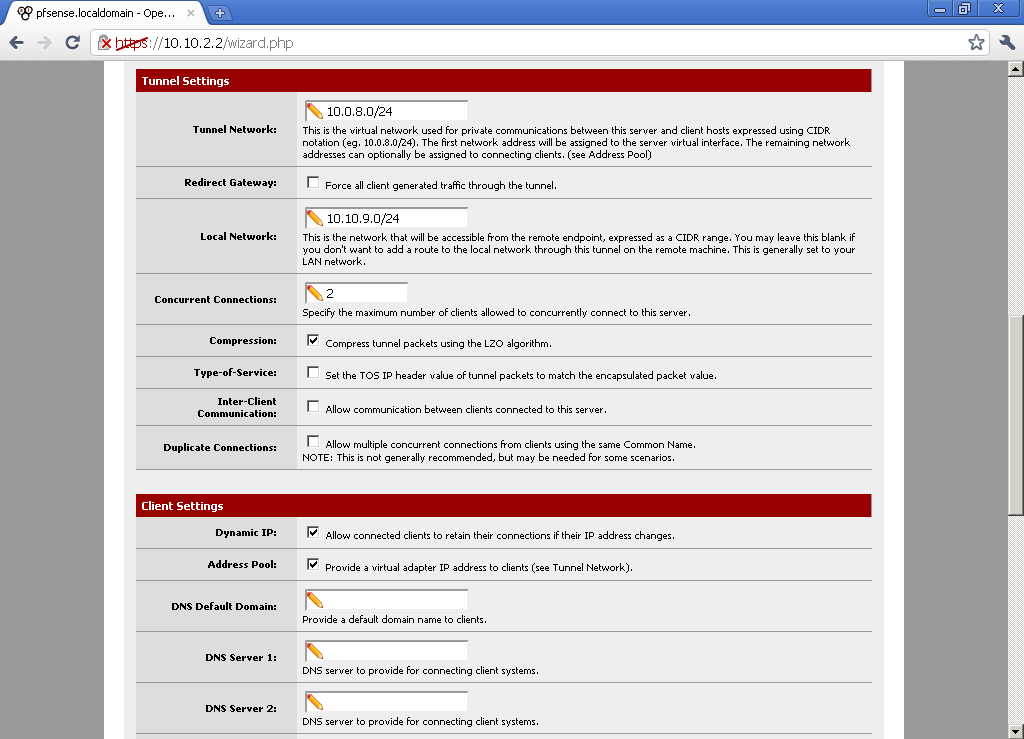 pfsense.localdomain - Ope...
https://10.10.2.2/wizard.php
Tunnel Settings
Tunnel Network:
10.0.8.0/24
This is the virtual network used for private communications between this server and client hosts expressed using CIDR
notation (eg. 10.0.8.0/24). The first network address will be assigned to the server virtual interface. The remaining network
addresses can optionally be assigned to connecting clients. (see Address Pool)
Redirect Gateway:
Force all client generated traffic through the tunnel.
Local Network:
10.10.9.0/24
This is the network that will be accessible from the remote endpoint, expressed as a CIDR range. You may leave this blank if
you don't want to add a route to the local network through this tunnel on the remote machine. This is generally set to your
LAN network.
Concurrent Connections:
2
Specify the maximum number of clients allowed to concurrently connect to this server.
Compression:
Compress tunnel packets using the LZO algorithm.
Type-of-Service:
Set the TOS IP header value of tunnel packets to match the encapsulated packet value.
Inter-Client
Communication:
Allow communication between clients connected to this server.
Duplicate Connections:
Allow multiple concurrent connections from clients using the same Common Name.
NOTE: This is not generally recommended, but may be needed for some scenarios.
Client Settings
Dynamic IP:
Allow connected clients to retain their connections if their IP address changes.
Address Pool:
Provide a virtual adapter IP address to clients (see Tunnel Network).
DNS Default Domain:
Provide a default domain name to clients.
DNS Server 1:
DNS server to provide for connecting client systems.
DNS Server 2:
DNS server to provide for connecting client systems.